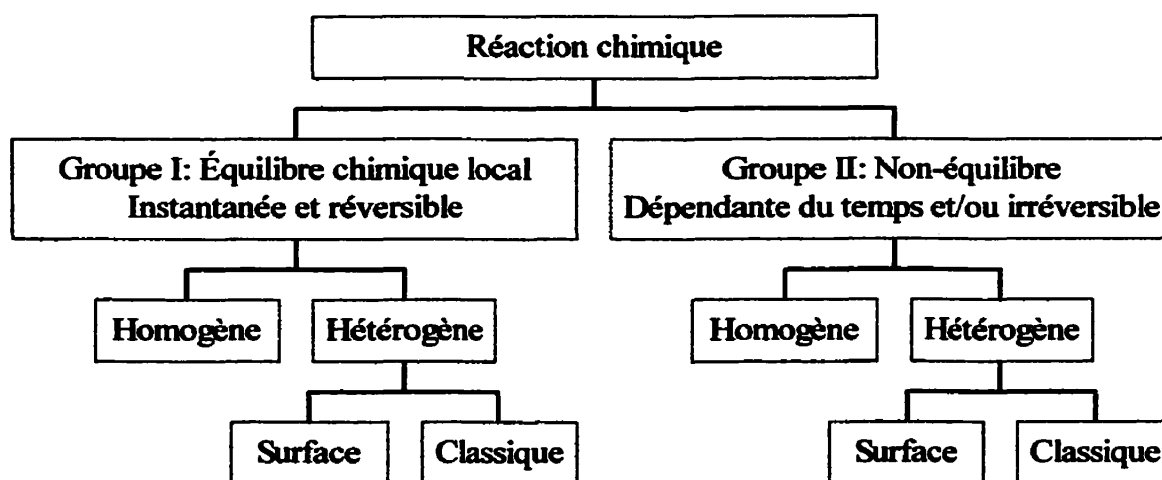 Réaction chimique
Groupe I: Équilibre chimique local
Instantanée et réversible
Groupe II: Non-équilibre
Dépendante du temps et/ou irréversible
Homogène
Hétérogène
Homogène
Hétérogène
Surface
Classique
Surface
Classique